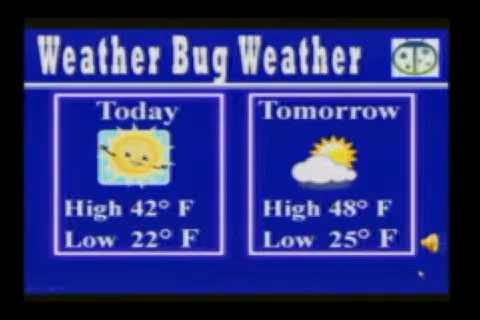 Weather Bug Weather
Today
High 42° F
Low 22° F
Tomorrow
High 48° F
Low 25° F